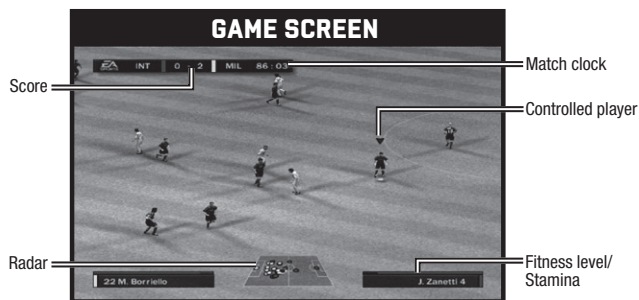 GAME SCREEN
EA SPORTS INT 0 - 2 MIL 86 : 03
Match clock
Score
Controlled player
Radar
Fitness level/
Stamina
22 M. Borriello
J. Zanetti 4